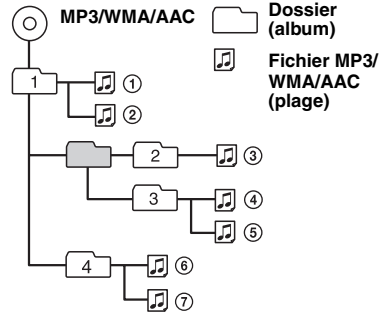 MP3/WMA/AAC
Dossier
(album)
Fichier MP3/
WMA/AAC
(plage)
1
①
②
2
③
3
④
⑤
4
⑥
⑦